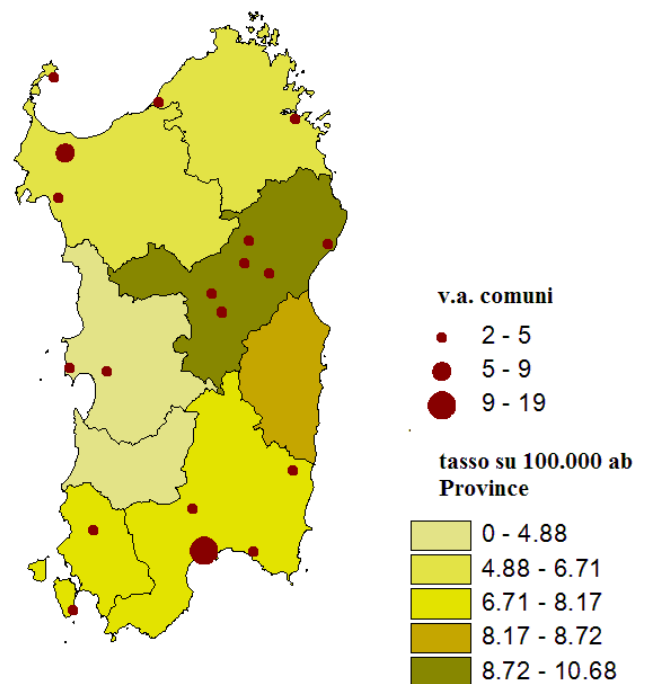 v.a. comuni
2 - 5
5 - 9
9 - 19
tasso su 100.000 ab
Province
0 - 4.88
4.88 - 6.71
6.71 - 8.17
8.17 - 8.72
8.72 - 10.68